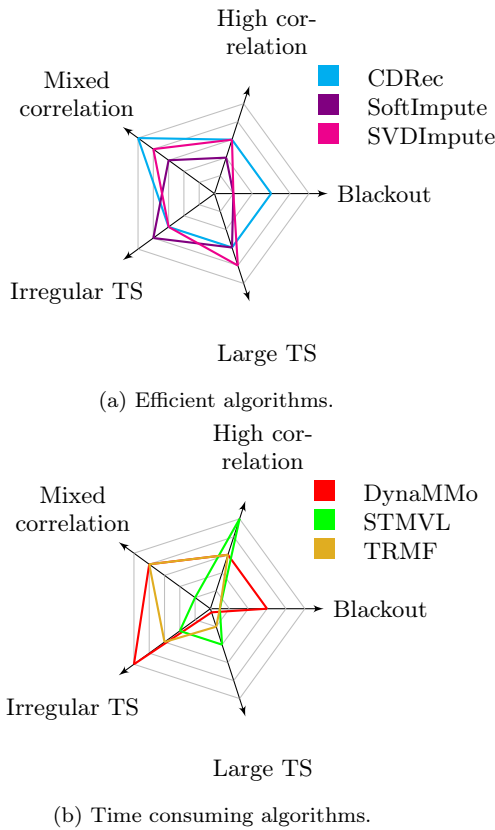 High cor-
relation
CDRec
SoftImpute
SVDImpute
Mixed
correlation
Blackout
Irregular TS
Large TS
(a) Efficient algorithms.
High cor-
relation
DynaMMo
STMVL
TRMF
Mixed
correlation
Blackout
Irregular TS
Large TS
(b) Time consuming algorithms.